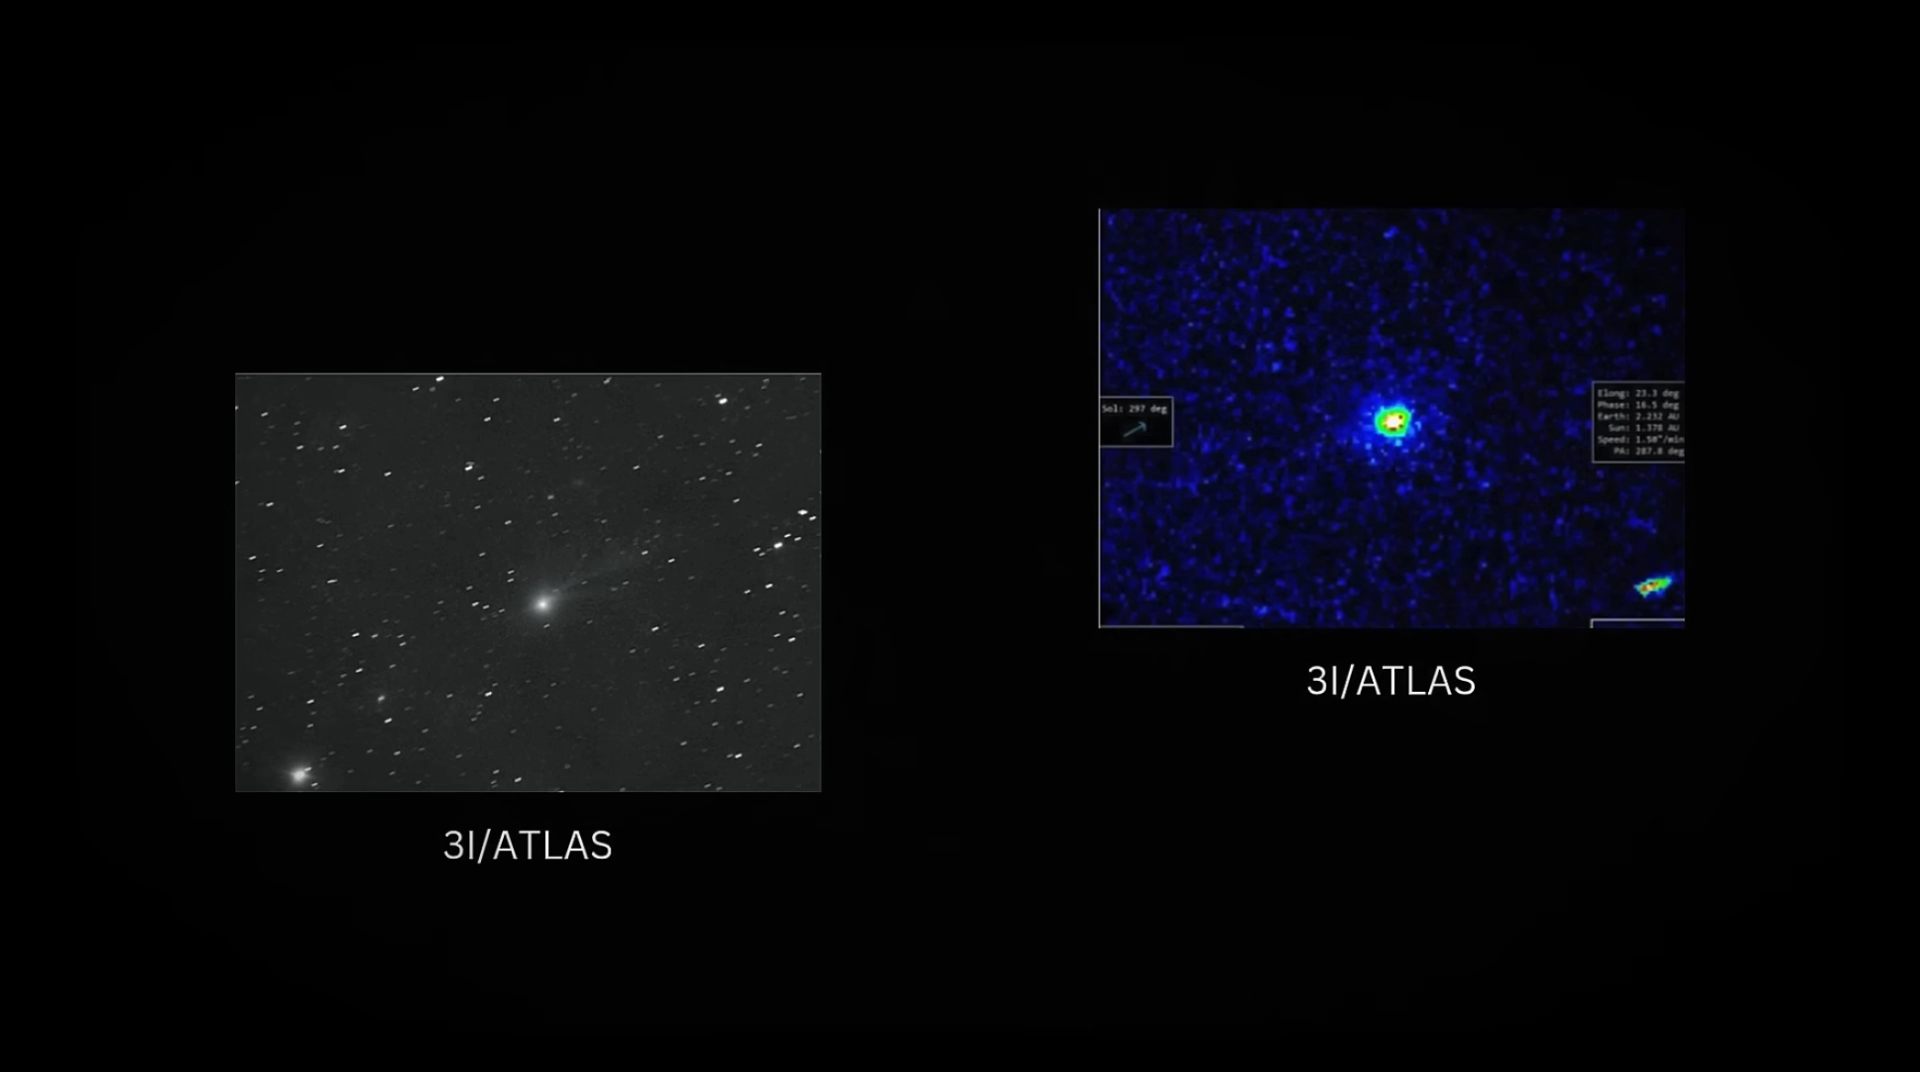 3I/ATLAS
Sol: 297 deg
Elong: 23.3 deg
Phase: 16.5 deg
Earth: 2.232 AU
Sun: 1.378 AU
Speed: 1.50"/min
PA: 287.8 deg
3I/ATLAS